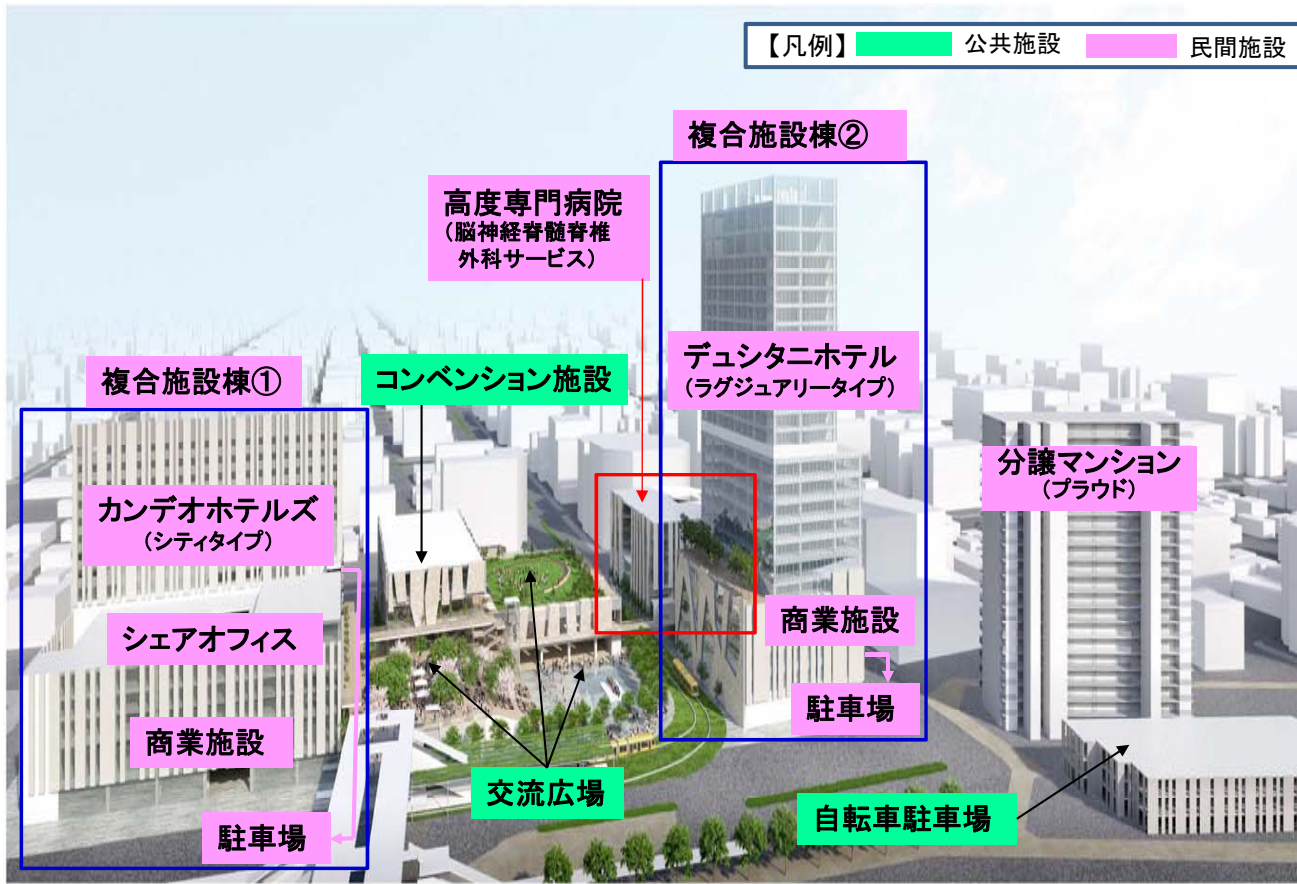 【凡例】 公共施設 民間施設
複合施設棟②
高度専門病院
(脳神経脊髄脊椎
外科サービス)
デュシタニホテル
(ラグジュアリータイプ)
コンベンション施設
複合施設棟①
分譲マンション
(プラウド)
カンデオホテルズ
(シティタイプ)
シェアオフィス
商業施設
商業施設
駐車場
交流広場
自転車駐車場
駐車場